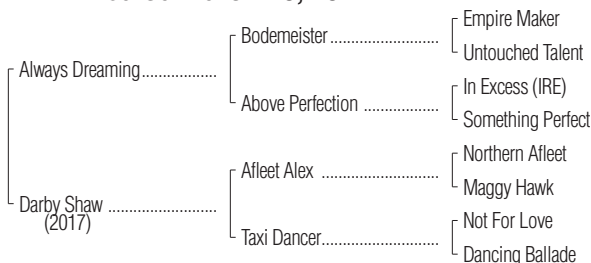 Bodemeister
Empire Maker
Untouched Talent
Always Dreaming
Above Perfection
In Excess (IRE)
Something Perfect
Darby Shaw
(2017)
Afleet Alex
Northern Afleet
Maggy Hawk
Taxi Dancer
Not For Love
Dancing Ballade